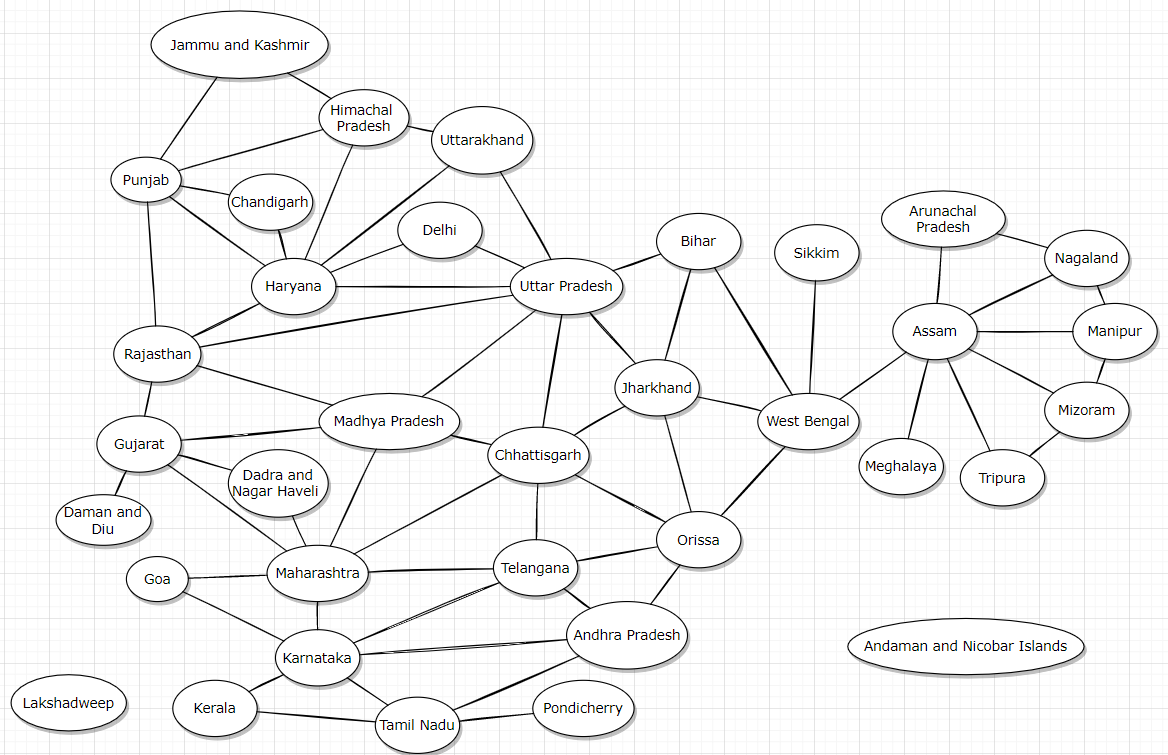 Jammu and Kashmir
Himachal
Pradesh
Uttarakhand
Punjab
Chandigarh
Delhi
Bihar
Sikkim
Arunachal
Pradesh
Nagaland
Haryana
Uttar Pradesh
Assam
Manipur
Rajasthan
Jharkhand
Mizoram
Madhya Pradesh
West Bengal
Gujarat
Chhattisgarh
Meghalaya
Tripura
Dadra and
Nagar Haveli
Daman and
Diu
Orissa
Goa
Maharashtra
Telangana
Andhra Pradesh
Andaman and Nicobar Islands
Karnataka
Lakshadweep
Kerala
Tamil Nadu
Pondicherry